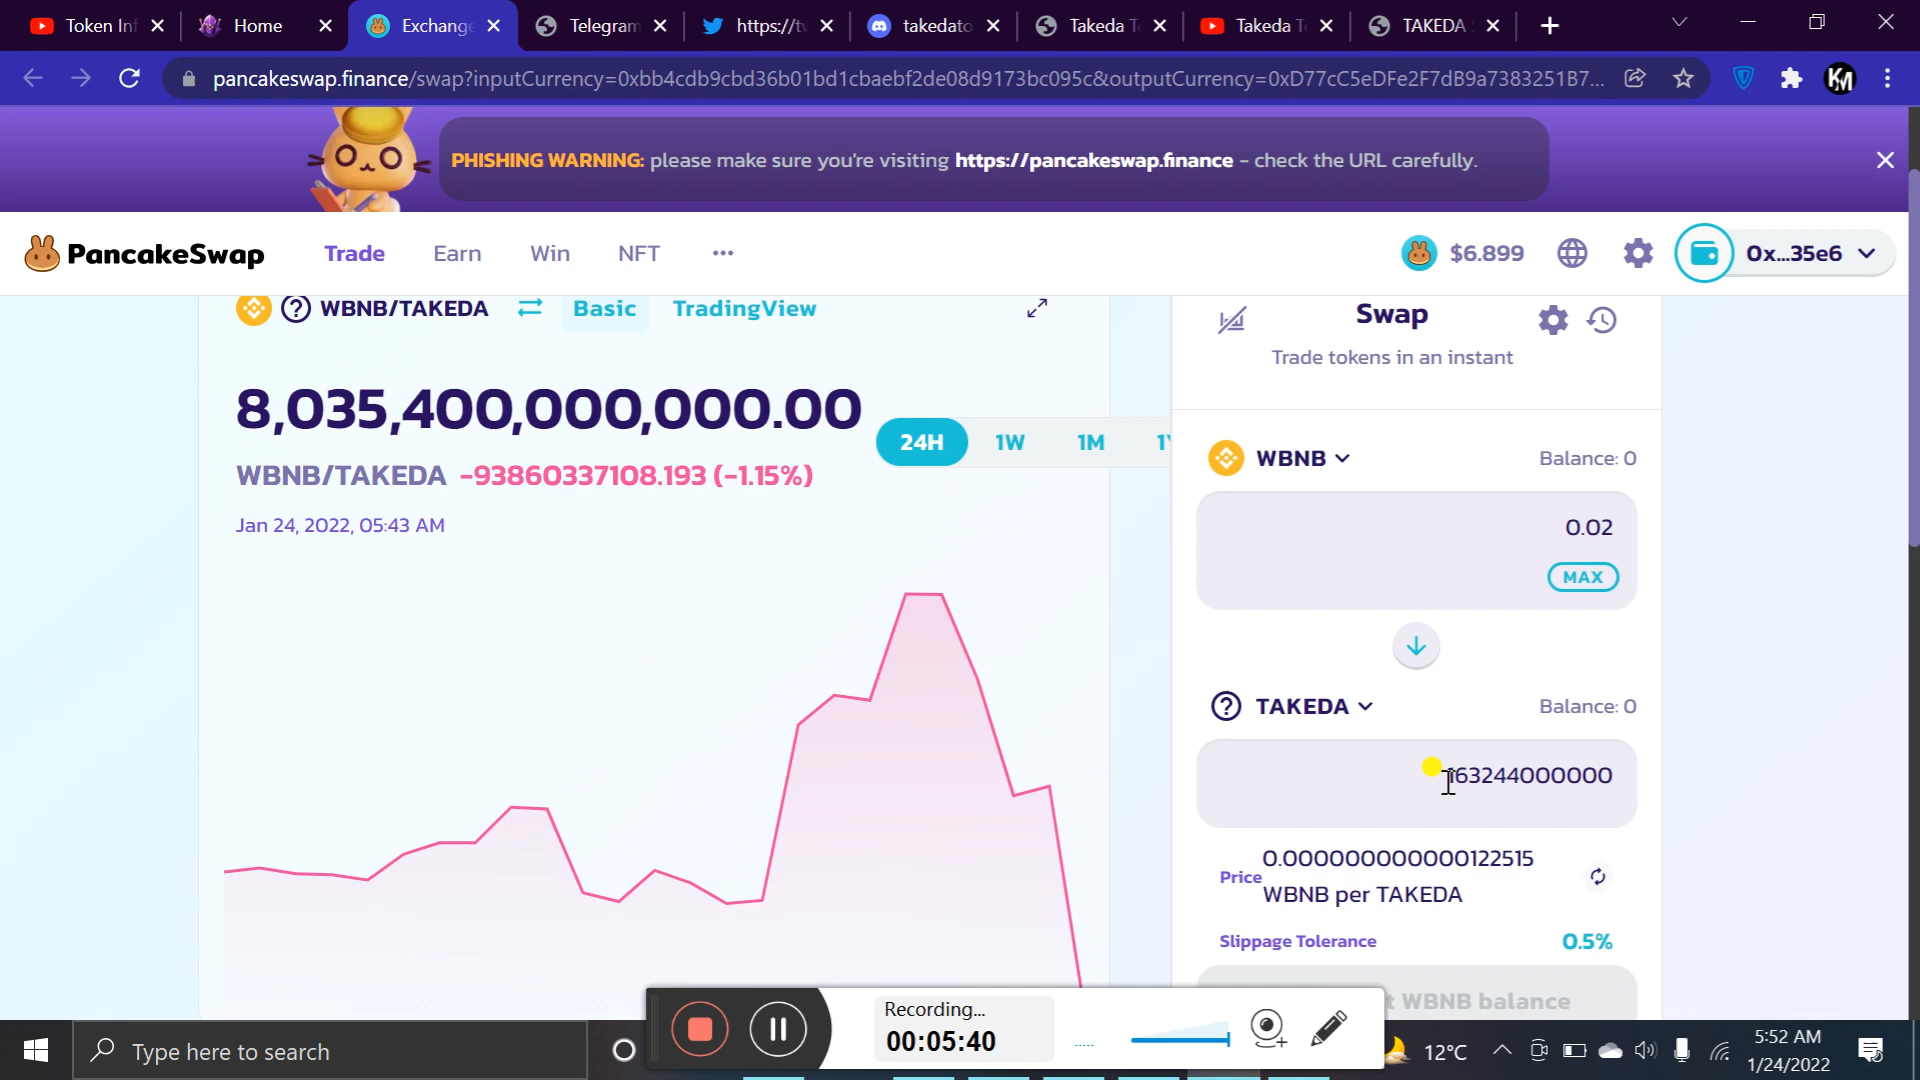 Token Inf
Home
Exchange
Telegram
https://tw
takedato
Takeda T
Takeda T
TAKEDA
pancakeswap.finance/swap?inputCurrency=0xbb4cdb9cbd36b01bd1cbaebf2de08d9173bc095c&outputCurrency=0xD77cC5eDFe2F7dB9a7383251B7...
KM
PHISHING WARNING: please make sure you're visiting https://pancakeswap.finance - check the URL carefully.
PancakeSwap
Trade
Earn
Win
NFT
$6.899
0x...35e6
WBNB/TAKEDA
Basic
TradingView
8,035,400,000,000.00
WBNB/TAKEDA -93860337108.193 (-1.15%)
Jan 24, 2022, 05:43 AM
24H
1W
1M
1Y
Swap
Trade tokens in an instant
WBNB
Balance: 0
0.02
MAX
TAKEDA
Balance: 0
163244000000
Price
0.000000000000122515
WBNB per TAKEDA
Slippage Tolerance
0.5%
t WBNB balance
Recording...
00:05:40
Type here to search
12°C
5:52 AM
1/24/2022